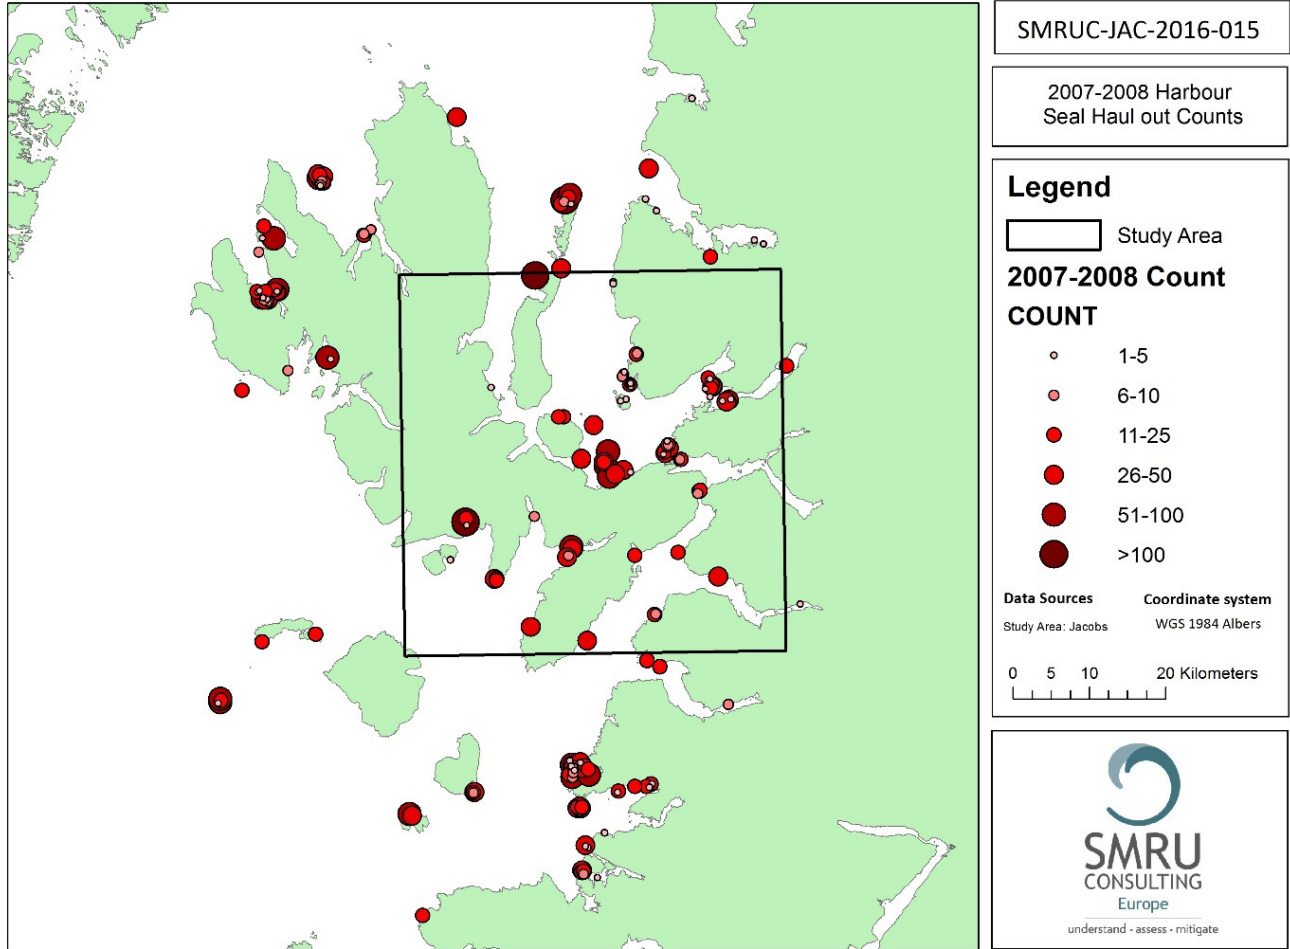 SMRUC-JAC-2016-015
2007-2008 Harbour
Seal Haul out Counts
Legend
Study Area
2007-2008 Count
COUNT
1-5
6-10
11-25
26-50
51-100
>100
Data Sources
Coordinate system
Study Area: Jacobs
WGS 1984 Albers
0 5 10 20 Kilometers
SMRU
CONSULTING
Europe
understand - assess - mitigate